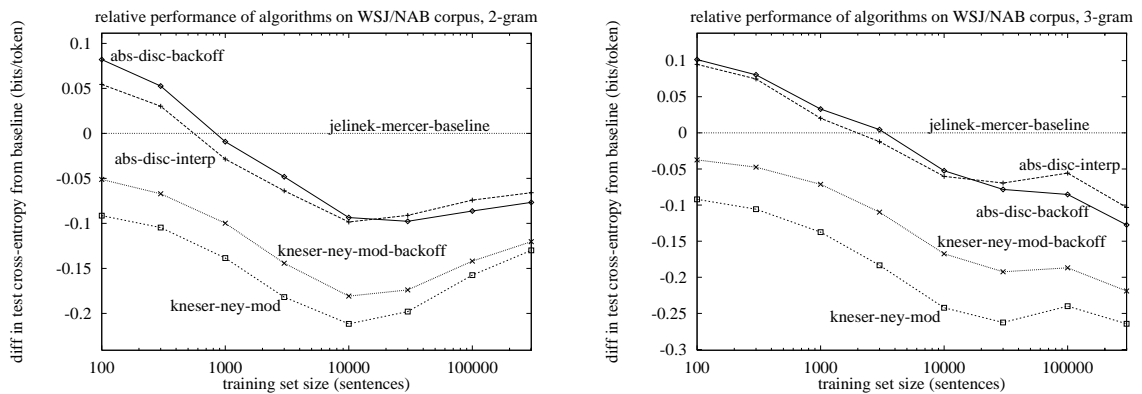 relative performance of algorithms on WSJ/NAB corpus, 2-gram
diff in test cross-entropy from baseline (bits/token)
0.1
0.05
0
-0.05
-0.1
-0.15
-0.2
abs-disc-backoff
jelinek-mercer-baseline
abs-disc-interp
kneser-ney-mod-backoff
kneser-ney-mod
100
1000
10000
100000
training set size (sentences)
relative performance of algorithms on WSJ/NAB corpus, 3-gram
diff in test cross-entropy from baseline (bits/token)
0.1
0.05
0
-0.05
-0.1
-0.15
-0.2
-0.25
-0.3
jelinek-mercer-baseline
abs-disc-interp
abs-disc-backoff
kneser-ney-mod-backoff
kneser-ney-mod
100
1000
10000
100000
training set size (sentences)